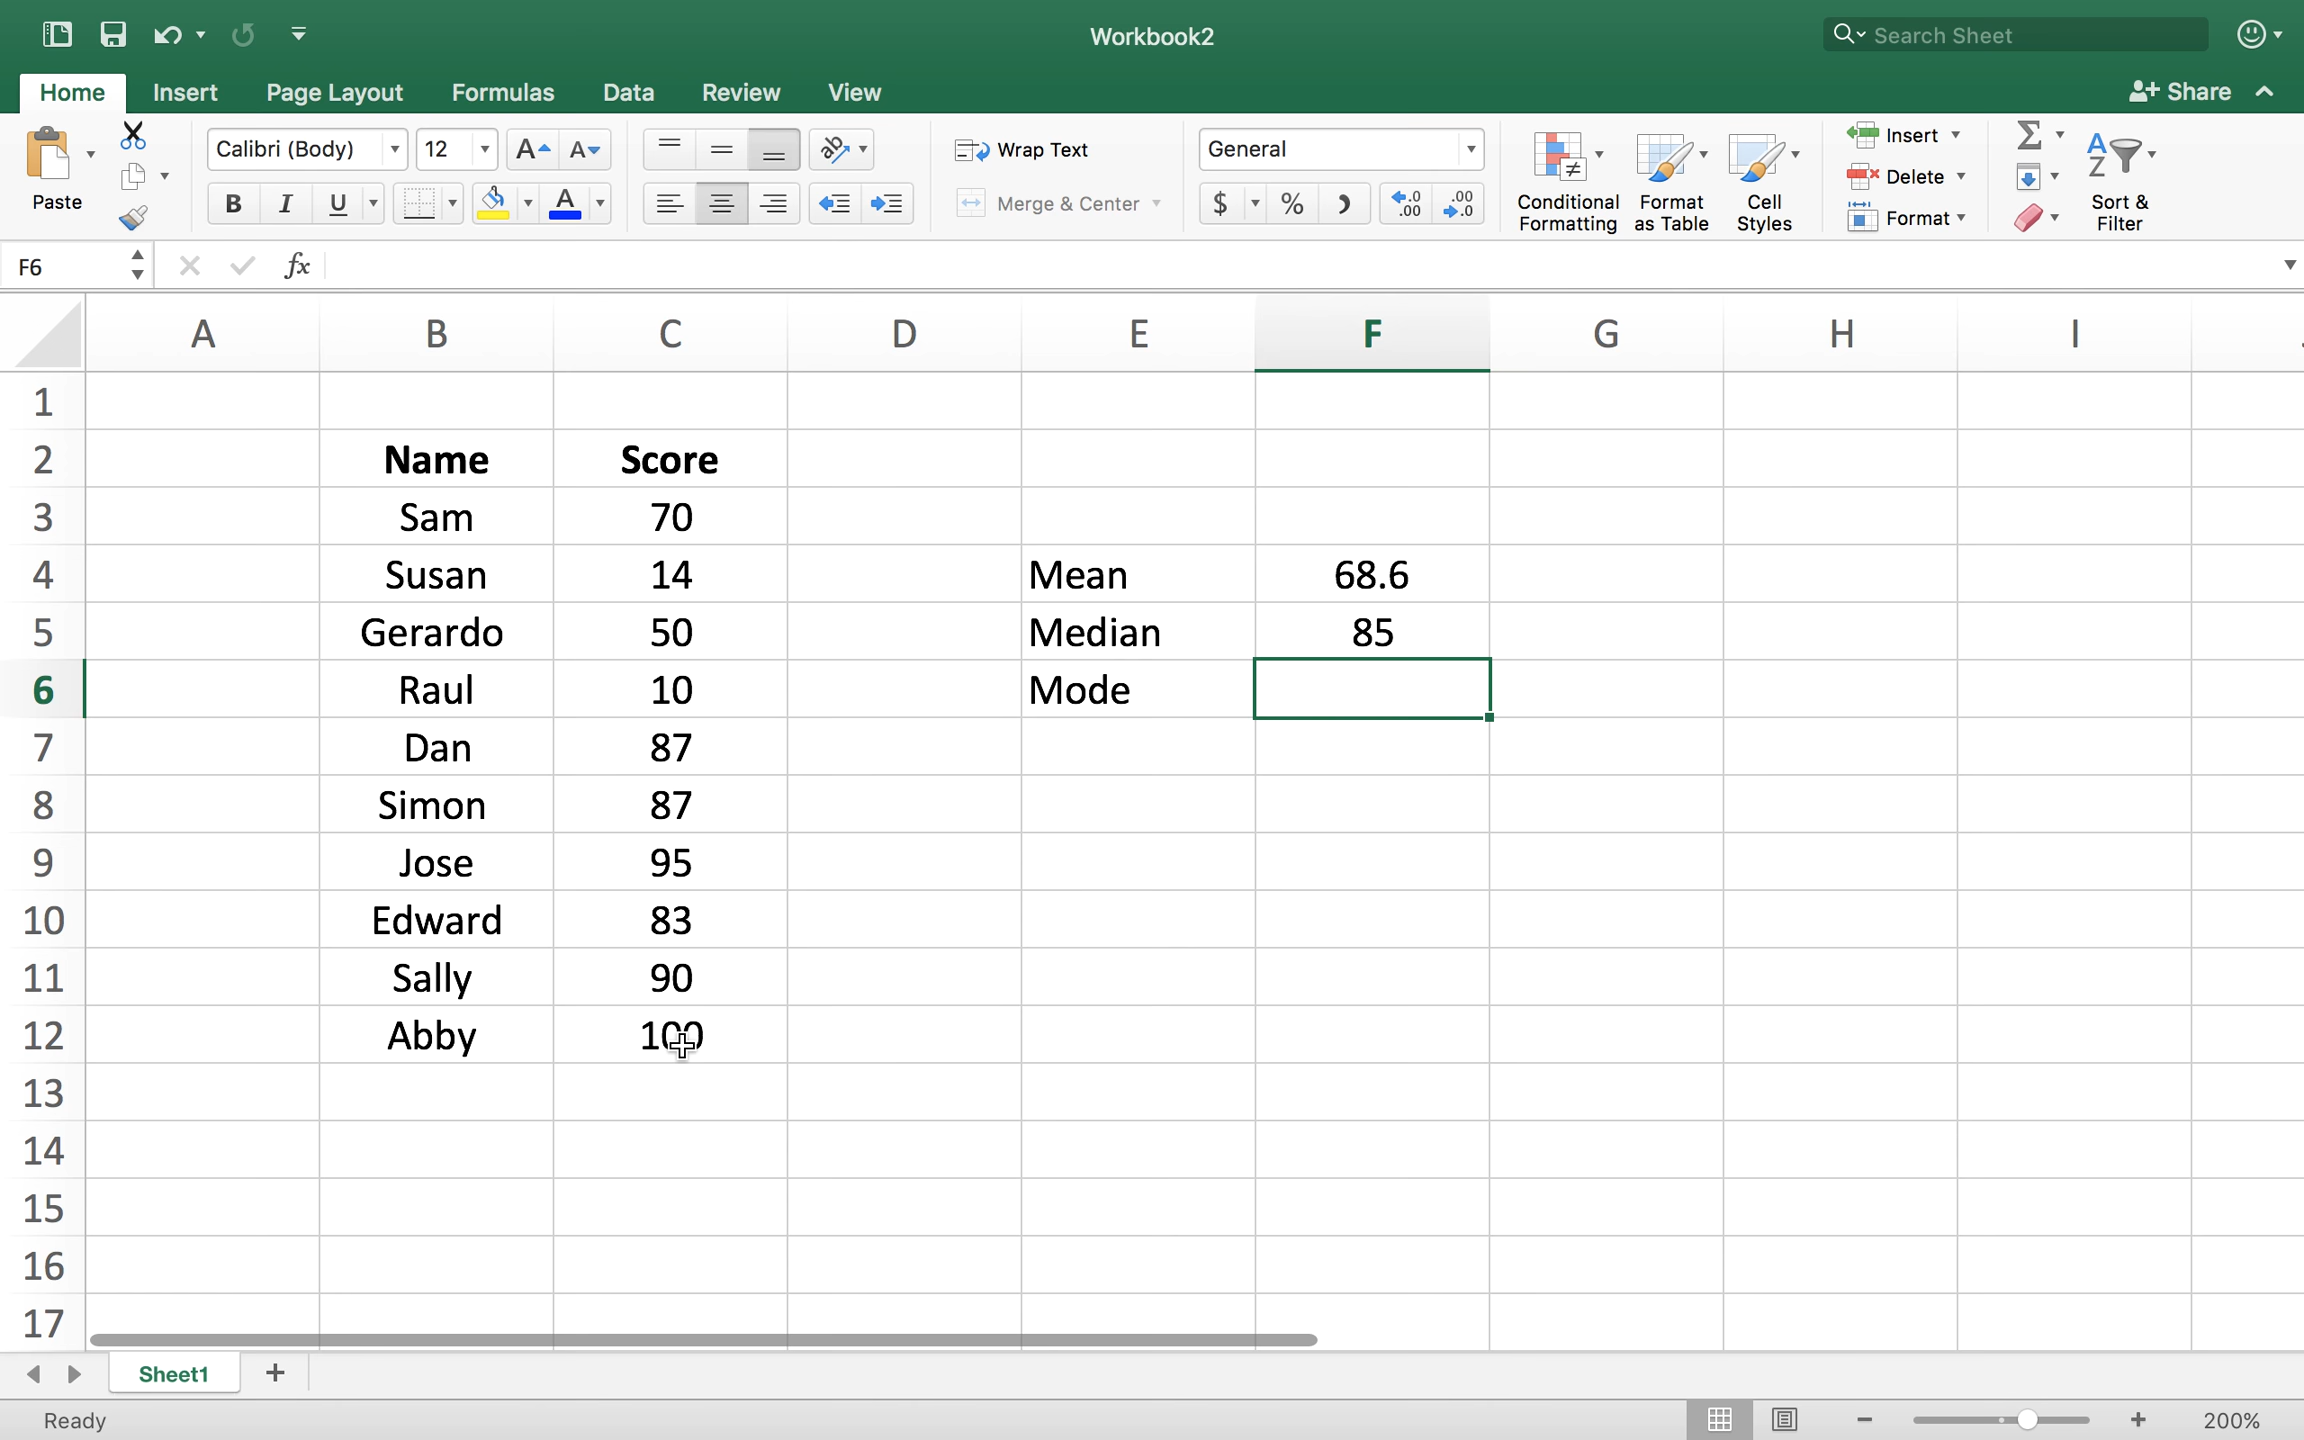 Workbook2
Search Sheet
Home Insert Page Layout Formulas Data Review View
Share
Paste
Calibri (Body) 12
B I U
Wrap Text
Merge & Center
General
$ %
Conditional Formatting
Format as Table
Cell Styles
Insert
Delete
Format
Sort & Filter
F6 fx
A B C D E F G H I
1
2 Name Score
3 Sam 70
4 Susan 14 Mean 68.6
5 Gerardo 50 Median 85
6 Raul 10 Mode
7 Dan 87
8 Simon 87
9 Jose 95
10 Edward 83
11 Sally 90
12 Abby 100
13
14
15
16
17
Sheet1
Ready
200%